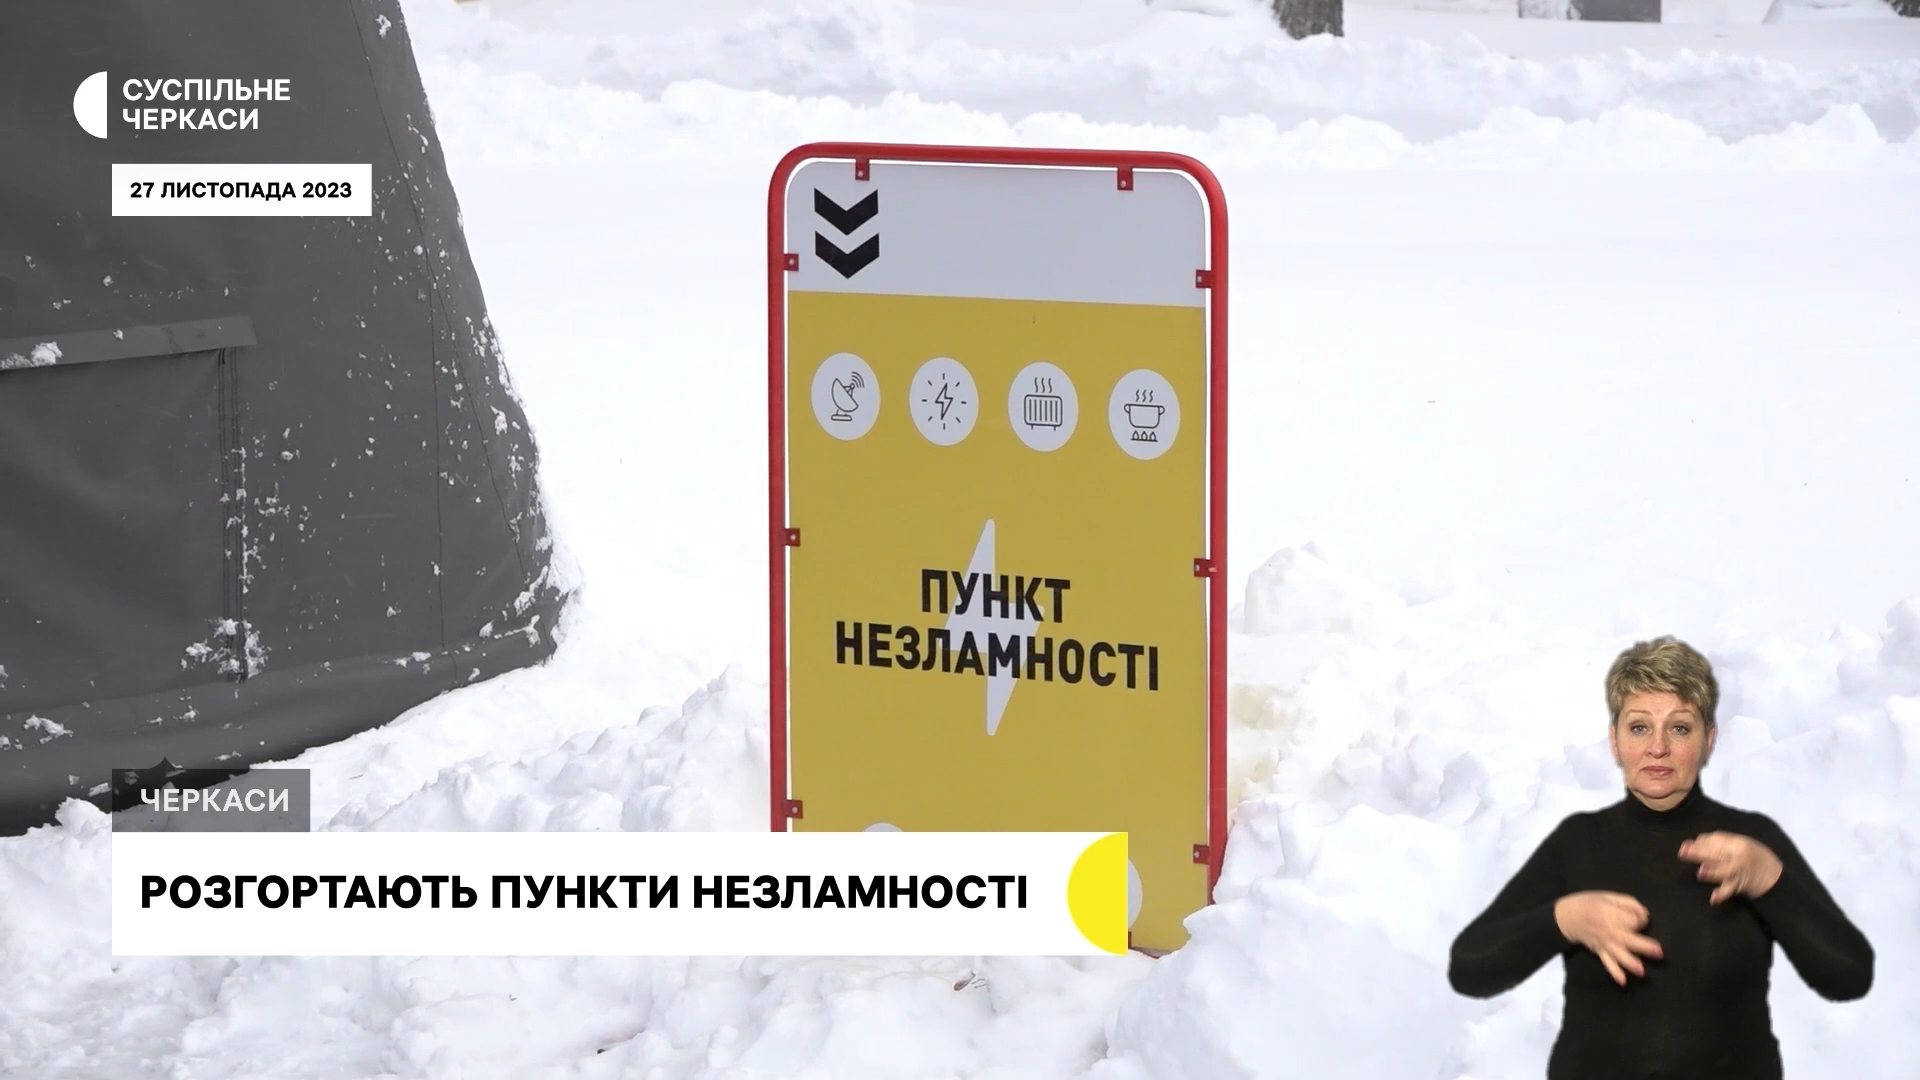 СУСПІЛЬНЕ
ЧЕРКАСИ
27 ЛИСТОПАДА 2023
ПУНКТ
НЕЗЛАМНОСТІ
ЧЕРКАСИ
РОЗГОРТАЮТЬ ПУНКТИ НЕЗЛАМНОСТІ